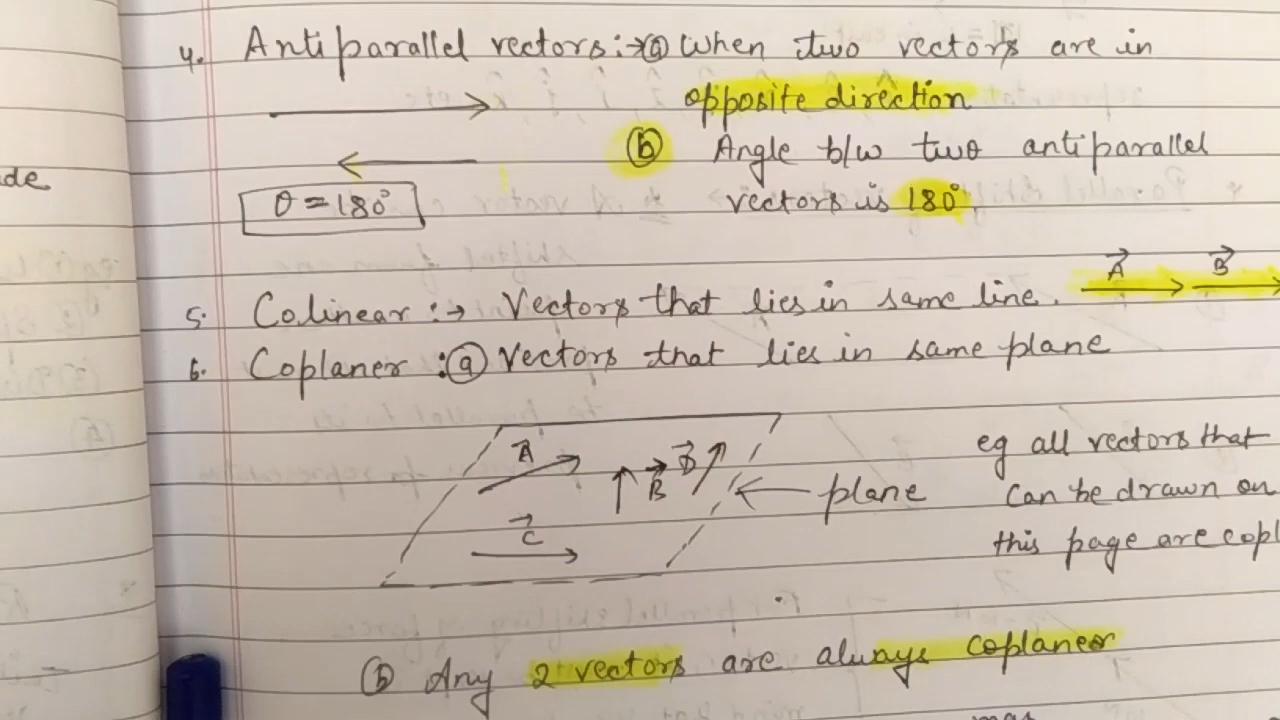 4. Antiparallel vectors:→ⓐ When two vectors are in
opposite direction
ⓑ Angle b/w two antiparallel
vectors is 180°
θ = 180°
5. Colinear :→ Vectors that lies in same line. A⃗ B⃗
6. Coplaner :ⓐ Vectors that lies in same plane
A⃗ B⃗ D⃗
C⃗
plane
eg all vectors that
can be drawn on
this page are copl
ⓑ Any 2 vectors are always coplaner
de